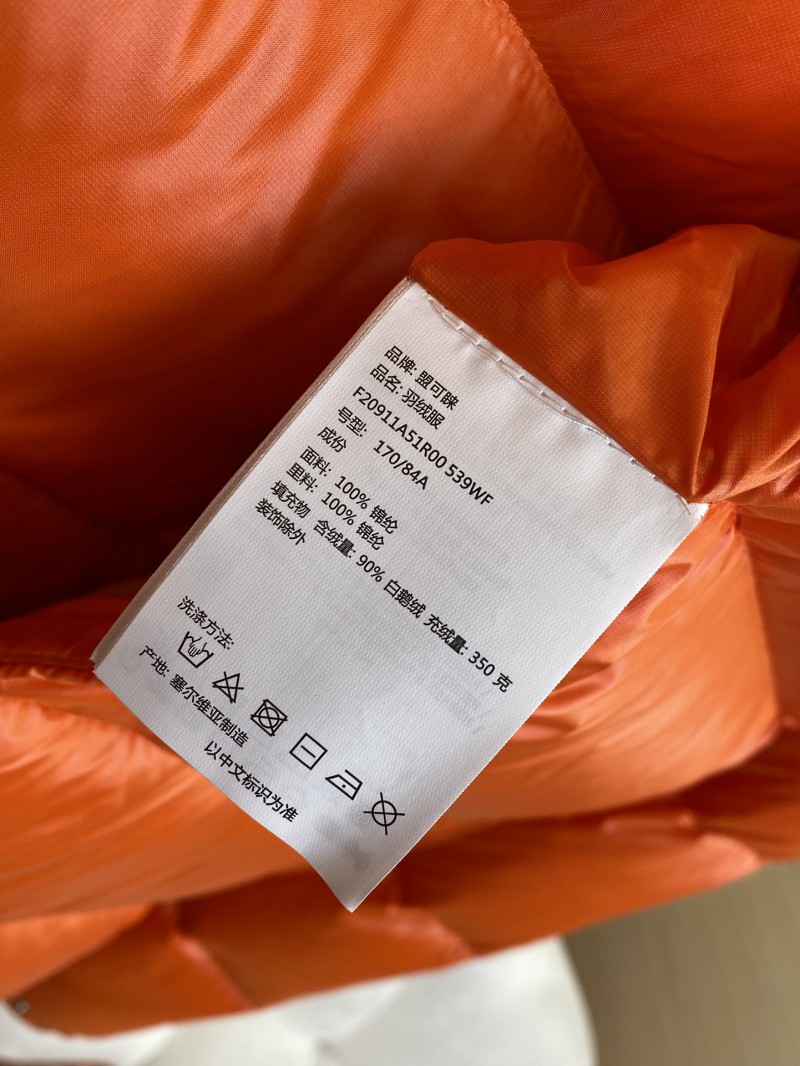 品牌: 盟可睐
品名: 羽绒服
F20911A51R00 539WF
号型: 170/84A
成份
面料: 100% 锦纶
里料: 100% 锦纶
填充物 含绒量: 90% 白鹅绒 充绒量: 350 克
装饰除外
洗涤方法:
产地: 塞尔维亚制造
以中文标识为准